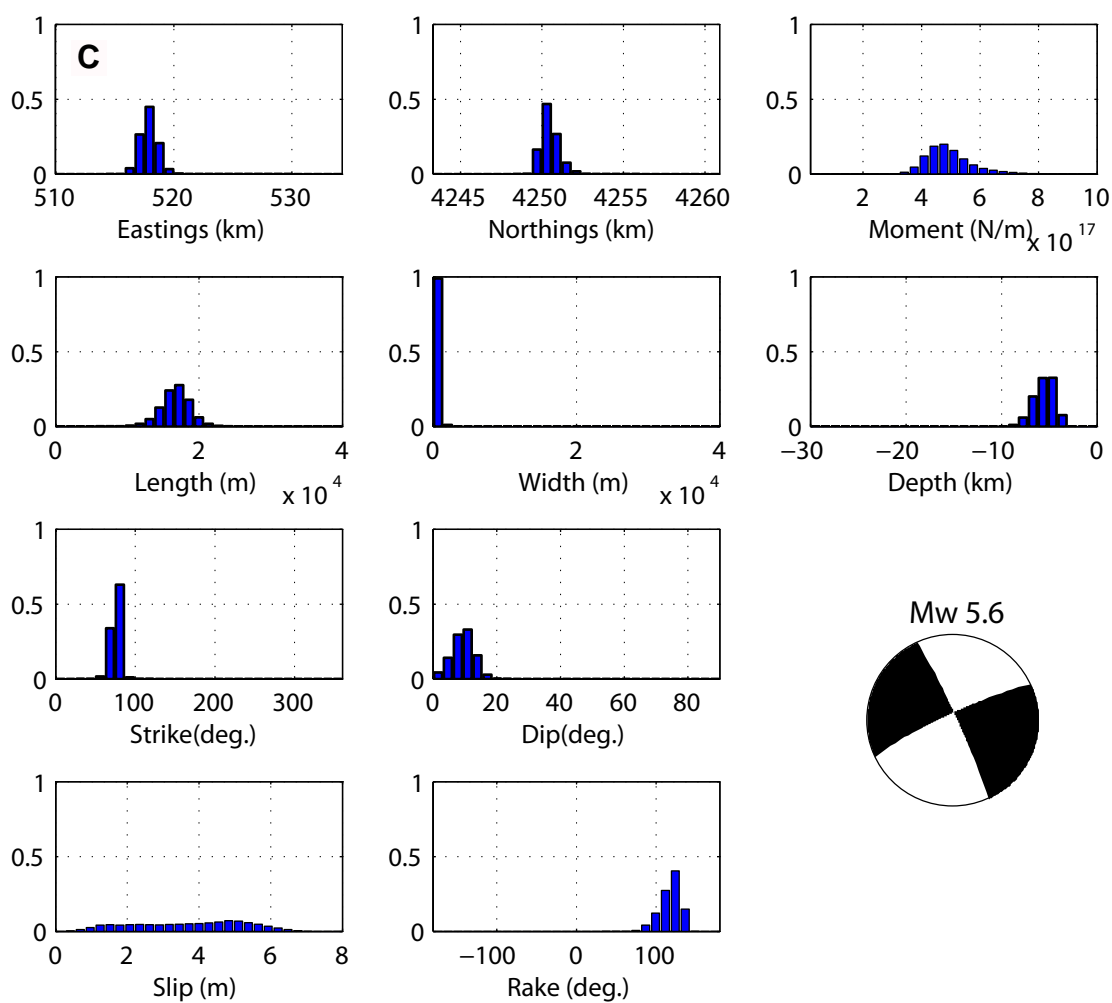 1 1 1
C
0.5 0.5 0.5
0 0 0
510 520 530 4245 4250 4255 4260 2 4 6 8 10
Eastings (km) Northings (km) Moment (N/m)
x 10 17
1 1 1
0.5 0.5 0.5
0 0 0
0 2 4 0 2 4 −30 −20 −10 0
Length (m) Width (m) Depth (km)
x 10 4 x 10 4
1 1
0.5 0.5
Mw 5.6
0 0
0 100 200 300 0 20 40 60 80
Strike(deg.) Dip(deg.)
1 1
0.5 0.5
0 0
0 2 4 6 8 −100 0 100
Slip (m) Rake (deg.)